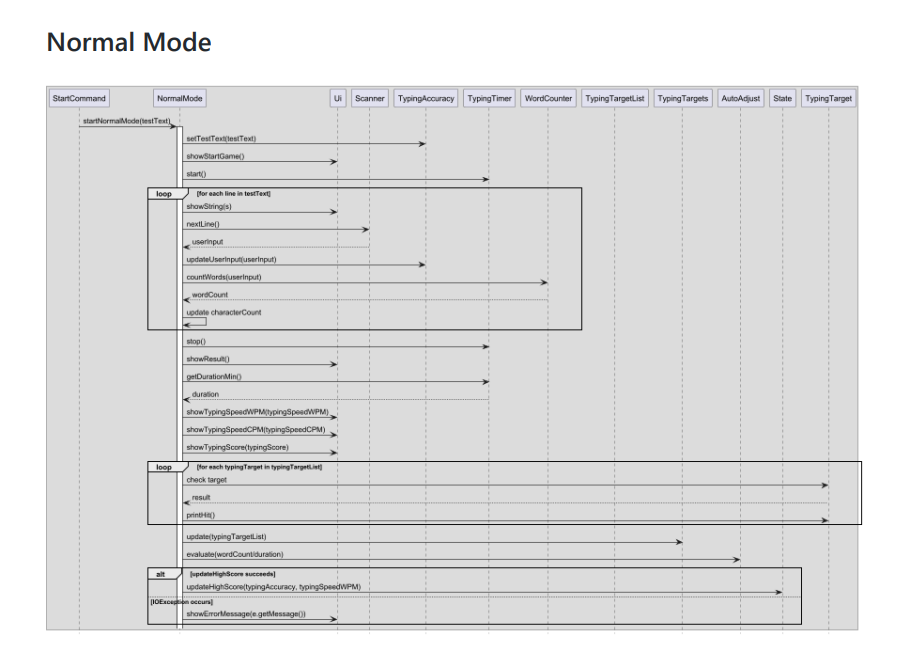 Normal Mode
StartCommand NormalMode Ui Scanner TypingAccuracy TypingTimer WordCounter TypingTargetList TypingTargets AutoAdjust State TypingTarget
startNormalMode(testText)
setTestText(testText)
showStartGame()
start()
loop [for each line in testText]
showString(s)
nextLine()
userInput
updateUserInput(userInput)
countWords(userInput)
wordCount
update characterCount
stop()
showResult()
getDurationMin()
duration
showTypingSpeedWPM(typingSpeedWPM)
showTypingSpeedCPM(typingSpeedCPM)
showTypingScore(typingScore)
loop [for each typingTarget in typingTargetList]
check target
result
printHit()
update(typingTargetList)
evaluate(wordCount/duration)
alt [updateHighScore succeeds]
updateHighScore(typingAccuracy, typingSpeedWPM)
[IOException occurs]
showErrorMessage(e.getMessage())